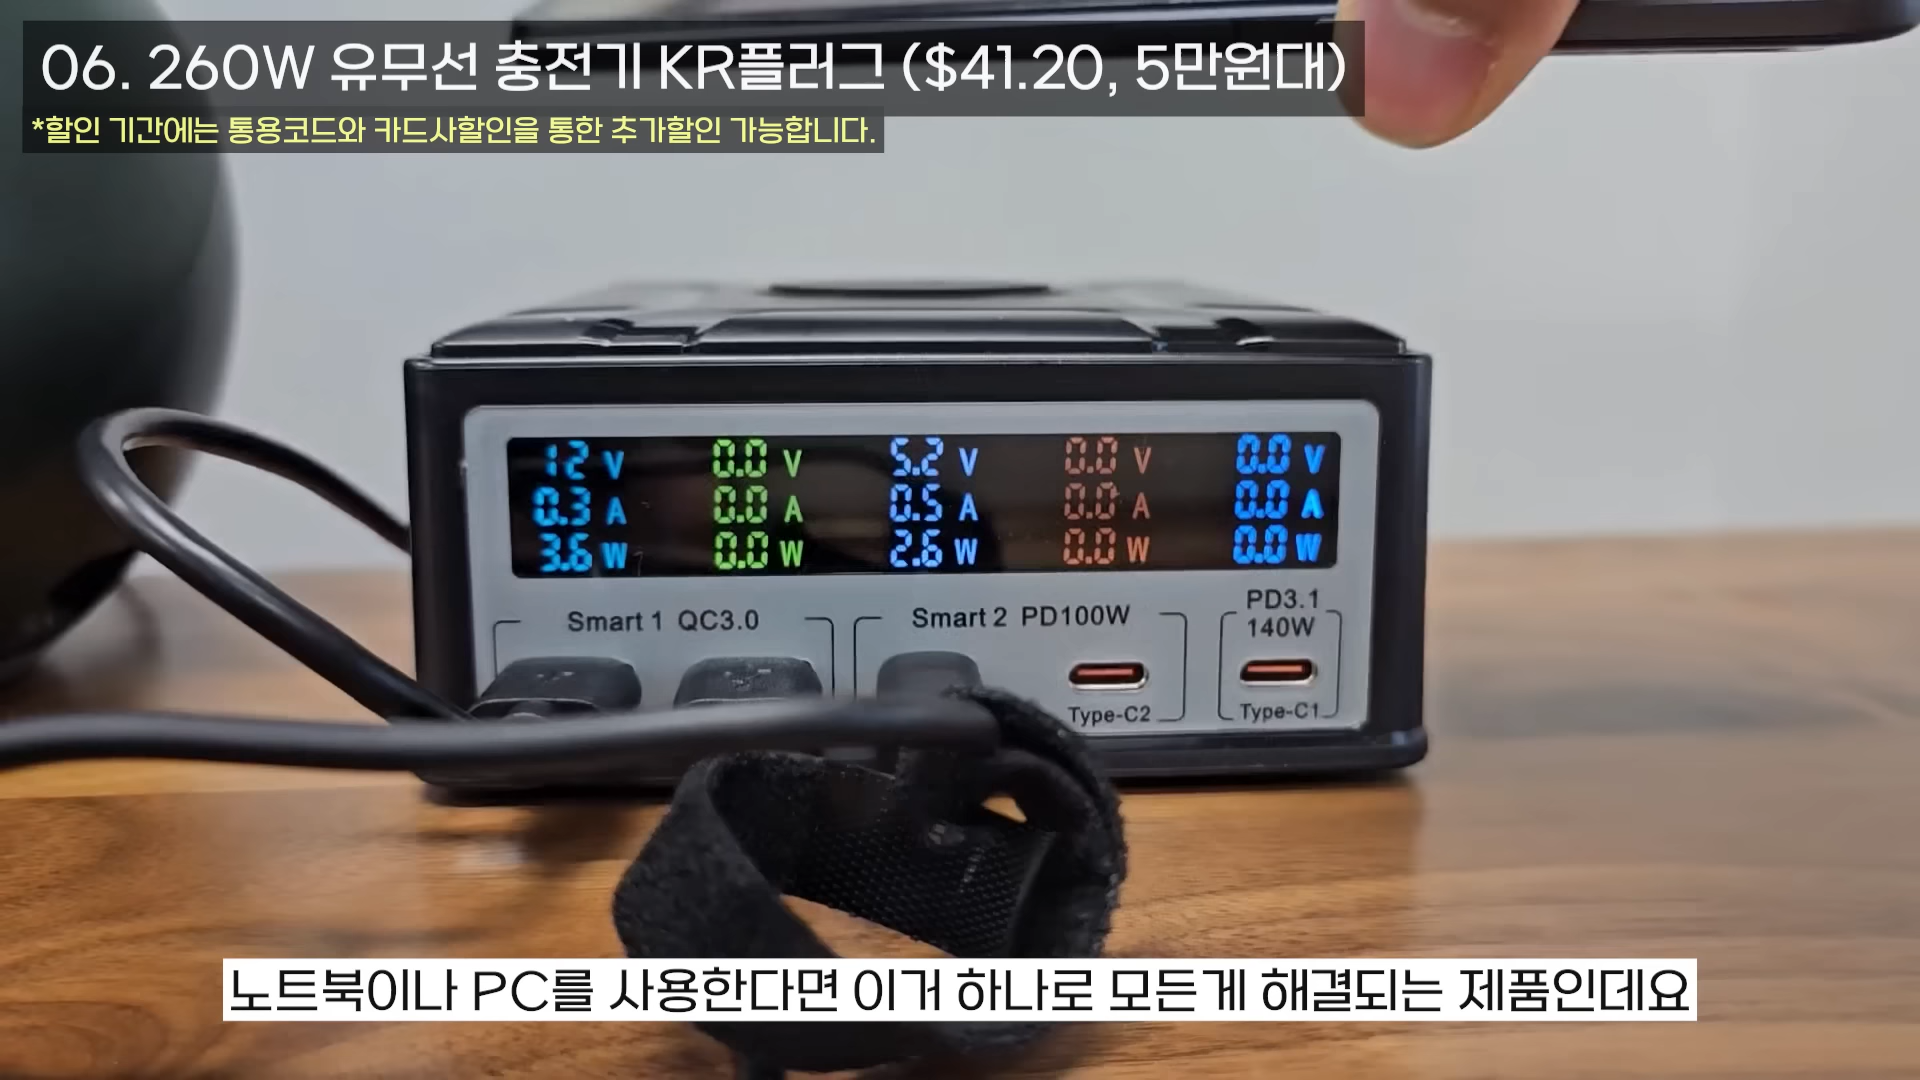 06. 260W 유무선 충전기 KR플러그 ($41.20, 5만원대)
*할인 기간에는 통용코드와 카드사할인을 통한 추가할인 가능합니다.
12 V 0.0 V 5.2 V 0.0 V 0.0 V
0.3 A 0.0 A 0.5 A 0.0 A 0.0 A
3.6 W 0.0 W 2.6 W 0.0 W 0.0 W
Smart 1 QC3.0
Smart 2 PD100W
PD3.1
140W
Type-C2
Type-C1
노트북이나 PC를 사용한다면 이거 하나로 모든게 해결되는 제품인데요